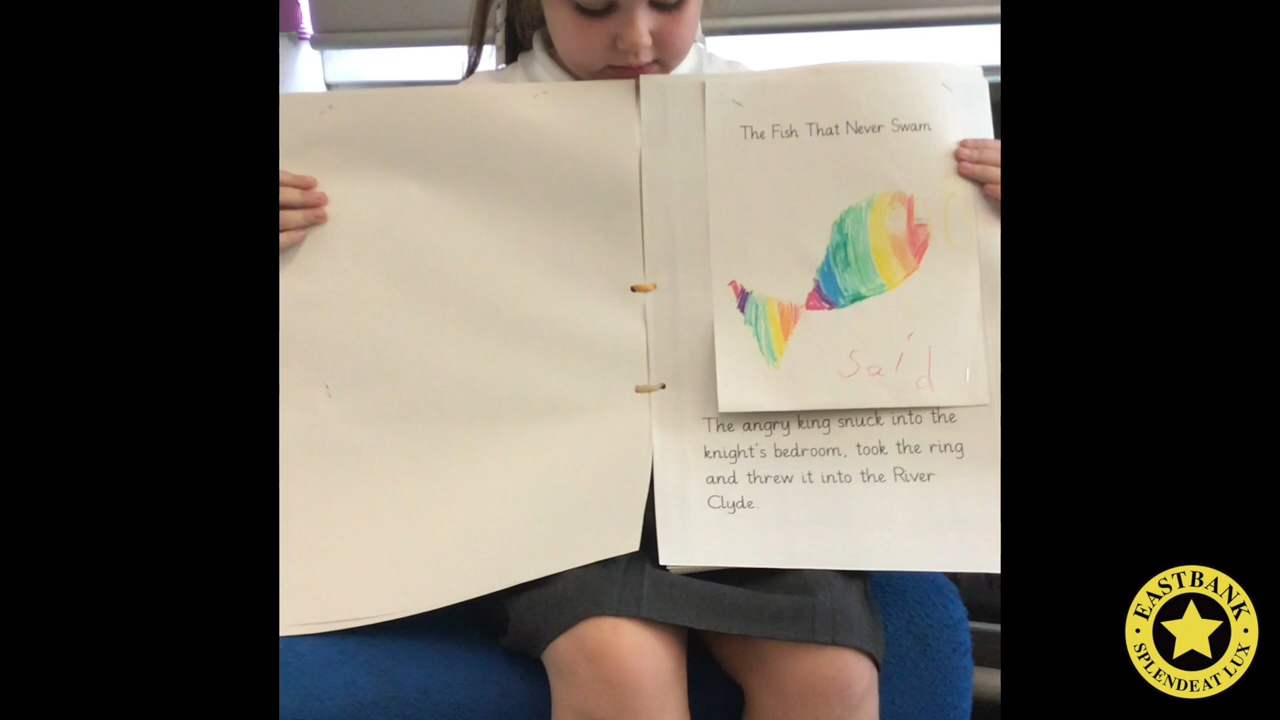 The Fish That Never Swam
said
The angry king snuck into the
knight's bedroom, took the ring
and threw it into the River
Clyde.
EASTBANK
SPLENDEAT LUX